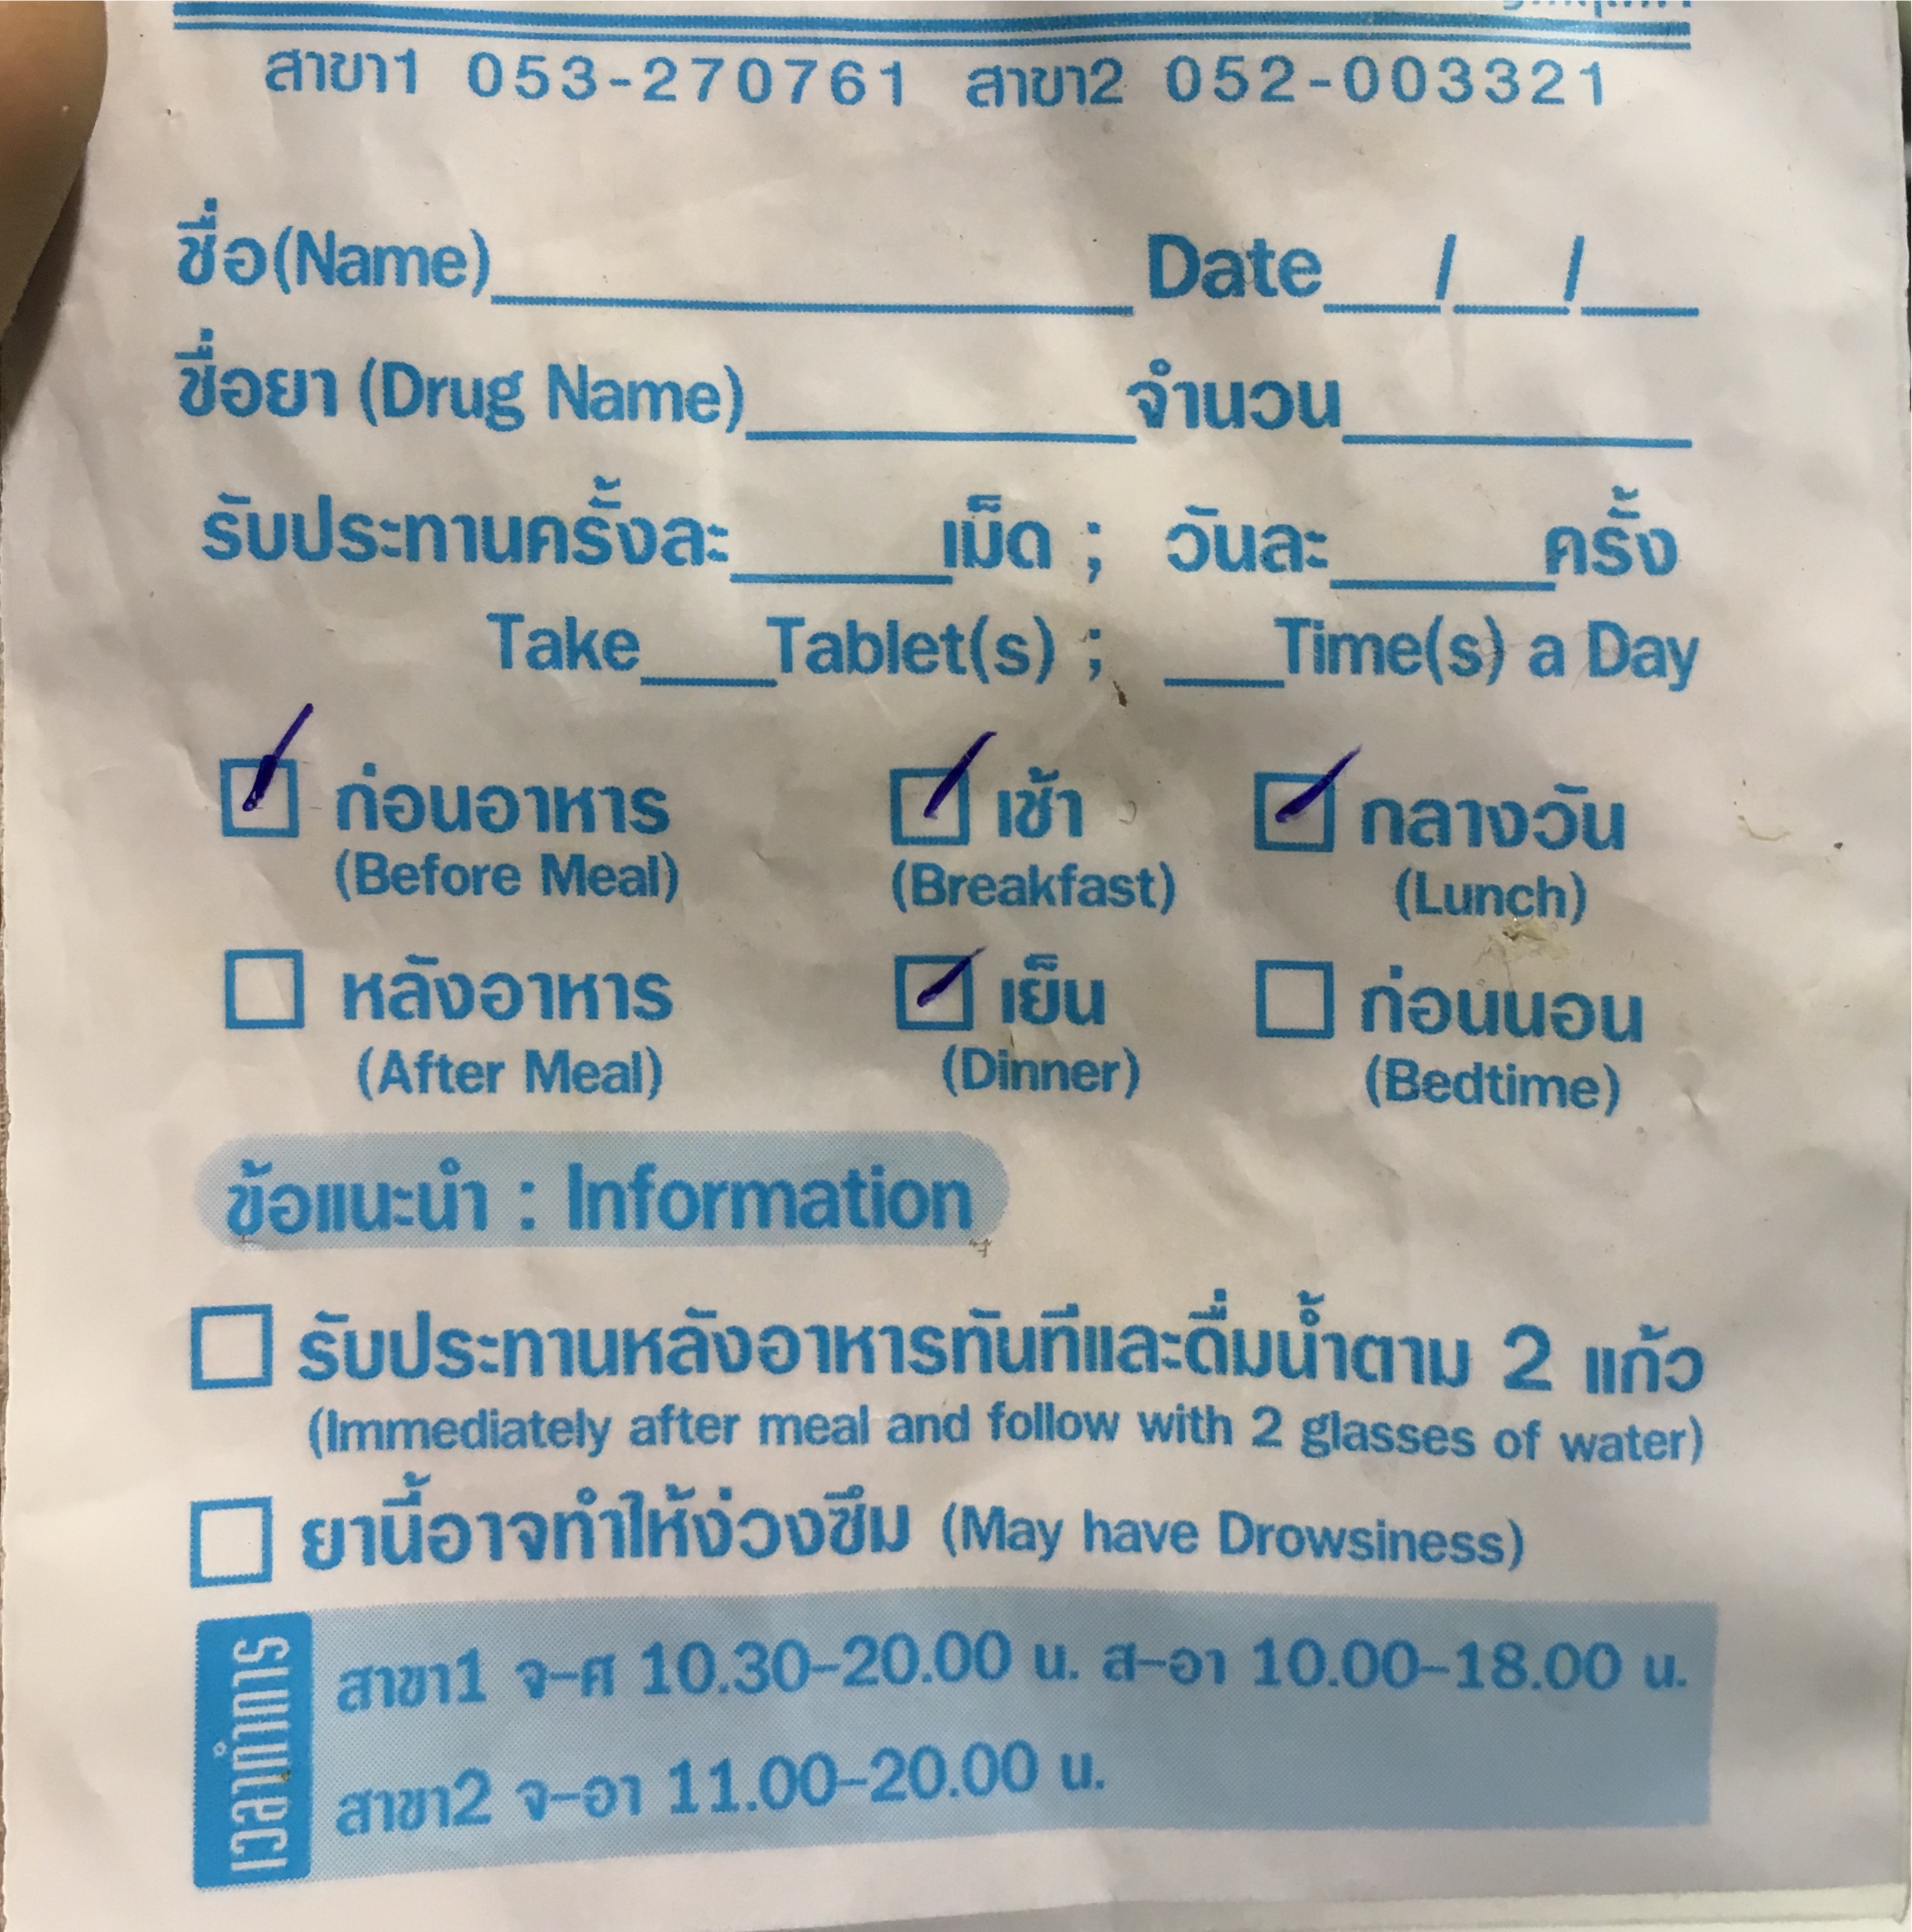 สาขา1 053-270761 สาขา2 052-003321
ชื่อ(Name)____________ Date___/___/___
ชื่อยา (Drug Name)________จำนวน________
รับประทานครั้งละ_____เม็ด ; วันละ_____ครั้ง
Take___Tablet(s) ; ___Time(s) a Day
ก่อนอาหาร เช้า กลางวัน
(Before Meal) (Breakfast) (Lunch)
หลังอาหาร เย็น ก่อนนอน
(After Meal) (Dinner) (Bedtime)
ข้อแนะนำ : Information
รับประทานหลังอาหารทันทีและดื่มน้ำตาม 2 แก้ว
(Immediately after meal and follow with 2 glasses of water)
ยานี้อาจทำให้ง่วงซึม (May have Drowsiness)
เวลาทำการ
สาขา1 จ-ศ 10.30-20.00 น. ส-อา 10.00-18.00 น.
สาขา2 จ-อา 11.00-20.00 น.